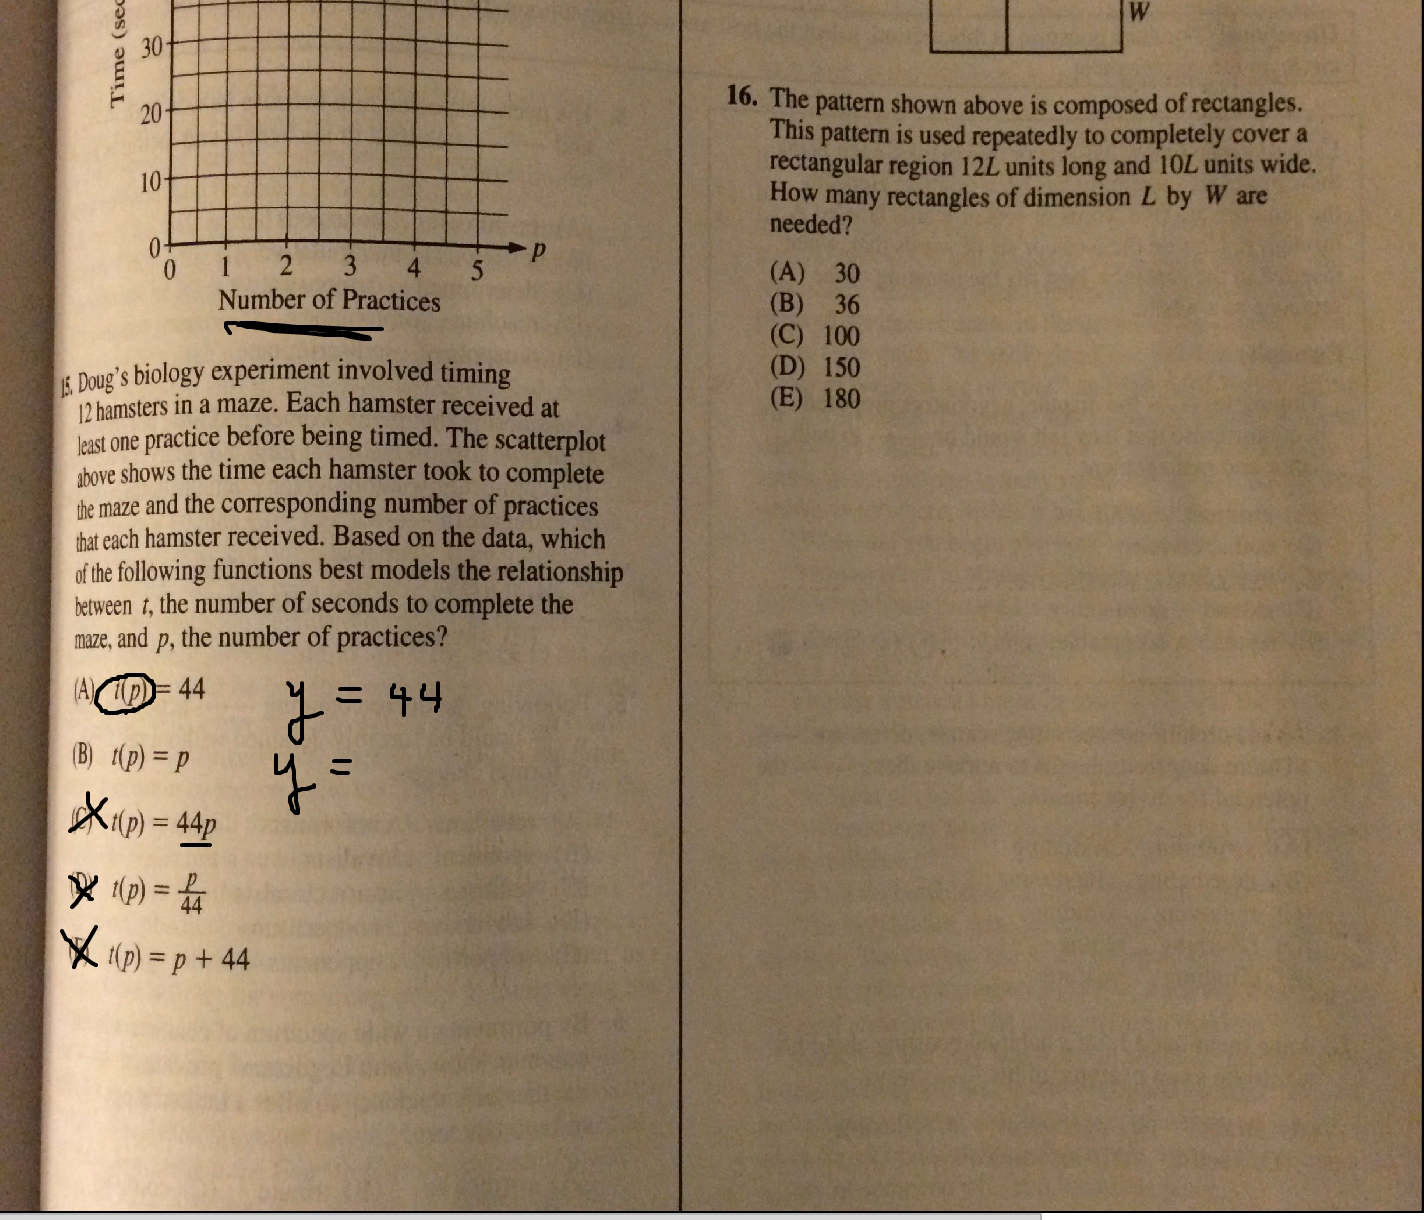 Time (sec
30
20
10
0
0 1 2 3 4 5 p
Number of Practices
15. Doug's biology experiment involved timing
12 hamsters in a maze. Each hamster received at
least one practice before being timed. The scatterplot
above shows the time each hamster took to complete
the maze and the corresponding number of practices
that each hamster received. Based on the data, which
of the following functions best models the relationship
between t, the number of seconds to complete the
maze, and p, the number of practices?
(A) t(p) = 44
y = 44
(B) t(p) = p
y =
(C) t(p) = 44p
(D) t(p) = p/44
(E) t(p) = p + 44
W
16. The pattern shown above is composed of rectangles.
This pattern is used repeatedly to completely cover a
rectangular region 12L units long and 10L units wide.
How many rectangles of dimension L by W are
needed?
(A) 30
(B) 36
(C) 100
(D) 150
(E) 180